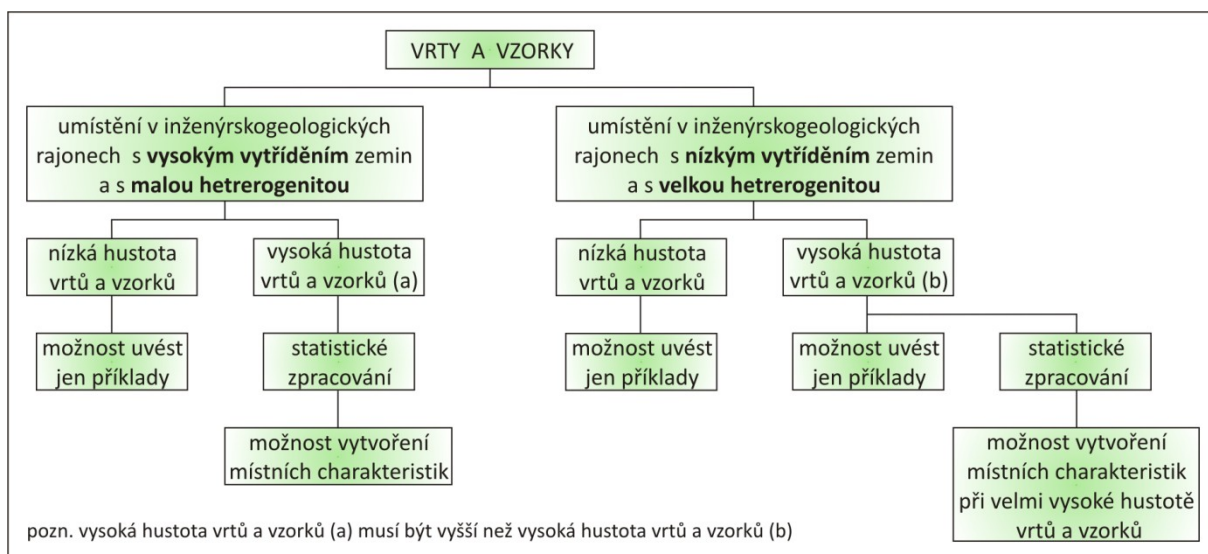 VRTY A VZORKY
umístění v inženýrskogeologických
rajonech s vysokým vytříděním zemin
a s malou hetrerogenitou
umístění v inženýrskogeologických
rajonech s nízkým vytříděním zemin
a s velkou hetrerogenitou
nízká hustota
vrtů a vzorků
vysoká hustota
vrtů a vzorků (a)
nízká hustota
vrtů a vzorků
vysoká hustota
vrtů a vzorků (b)
možnost uvést
jen příklady
statistické
zpracování
možnost uvést
jen příklady
možnost uvést
jen příklady
statistické
zpracování
možnost vytvoření
místních charakteristik
možnost vytvoření
místních charakteristik
při velmi vysoké hustotě
vrtů a vzorků
pozn. vysoká hustota vrtů a vzorků (a) musí být vyšší než vysoká hustota vrtů a vzorků (b)